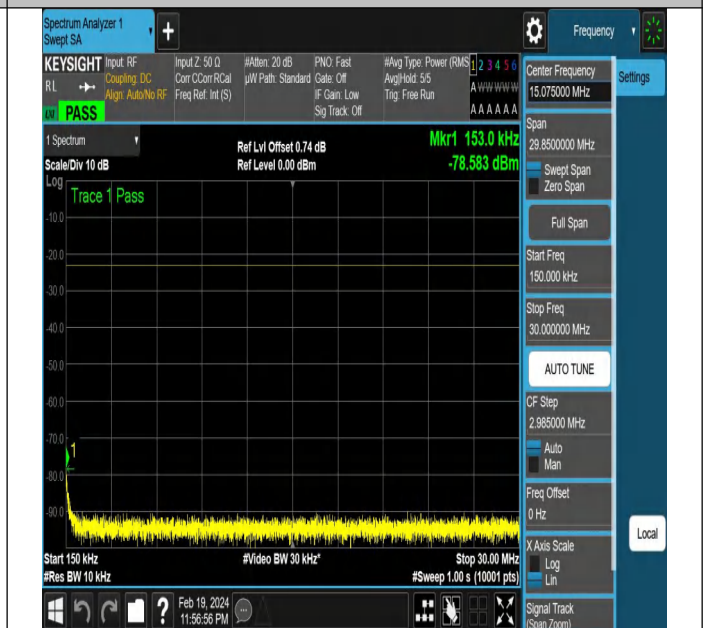 Spectrum Analyzer 1
Swept SA
+
Frequency
KEYSIGHT
RL
Input: RF
Coupling: DC
Align: Auto/No RF
Input Z: 50 Ω
Corr CCorr RCal
Freq Ref: Int (S)
#Atten: 20 dB
µW Path: Standard
PNO: Fast
Gate: Off
IF Gain: Low
Sig Track: Off
#Avg Type: Power (RMS
Avg|Hold: 5/5
Trig: Free Run
1 2 3 4 5 6
A W W W W W
A A A A A A
PASS
1 Spectrum
Scale/Div 10 dB
Ref Lvl Offset 0.74 dB
Ref Level 0.00 dBm
Mkr1 153.0 kHz
-78.583 dBm
Log
Trace 1 Pass
-10.0
-20.0
-30.0
-40.0
-50.0
-60.0
-70.0
1
-80.0
-90.0
Start 150 kHz
#Res BW 10 kHz
#Video BW 30 kHz*
Stop 30.00 MHz
#Sweep 1.00 s (10001 pts)
Feb 19, 2024
11:56:56 PM
Center Frequency
15.075000 MHz
Settings
Span
29.8500000 MHz
Swept Span
Zero Span
Full Span
Start Freq
150.000 kHz
Stop Freq
30.000000 MHz
AUTO TUNE
CF Step
2.985000 MHz
Auto
Man
Freq Offset
0 Hz
Local
X Axis Scale
Log
Lin
Signal Track
(Span Zoom)